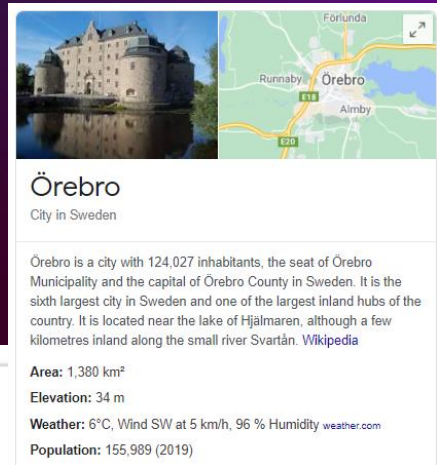 Förlunda
Runnaby
Örebro
E18
Almby
E20
Örebro
City in Sweden
Örebro is a city with 124,027 inhabitants, the seat of Örebro
Municipality and the capital of Örebro County in Sweden. It is the
sixth largest city in Sweden and one of the largest inland hubs of the
country. It is located near the lake of Hjälmaren, although a few
kilometres inland along the small river Svartån. Wikipedia
Area: 1,380 km²
Elevation: 34 m
Weather: 6°C, Wind SW at 5 km/h, 96 % Humidity weather.com
Population: 155,989 (2019)